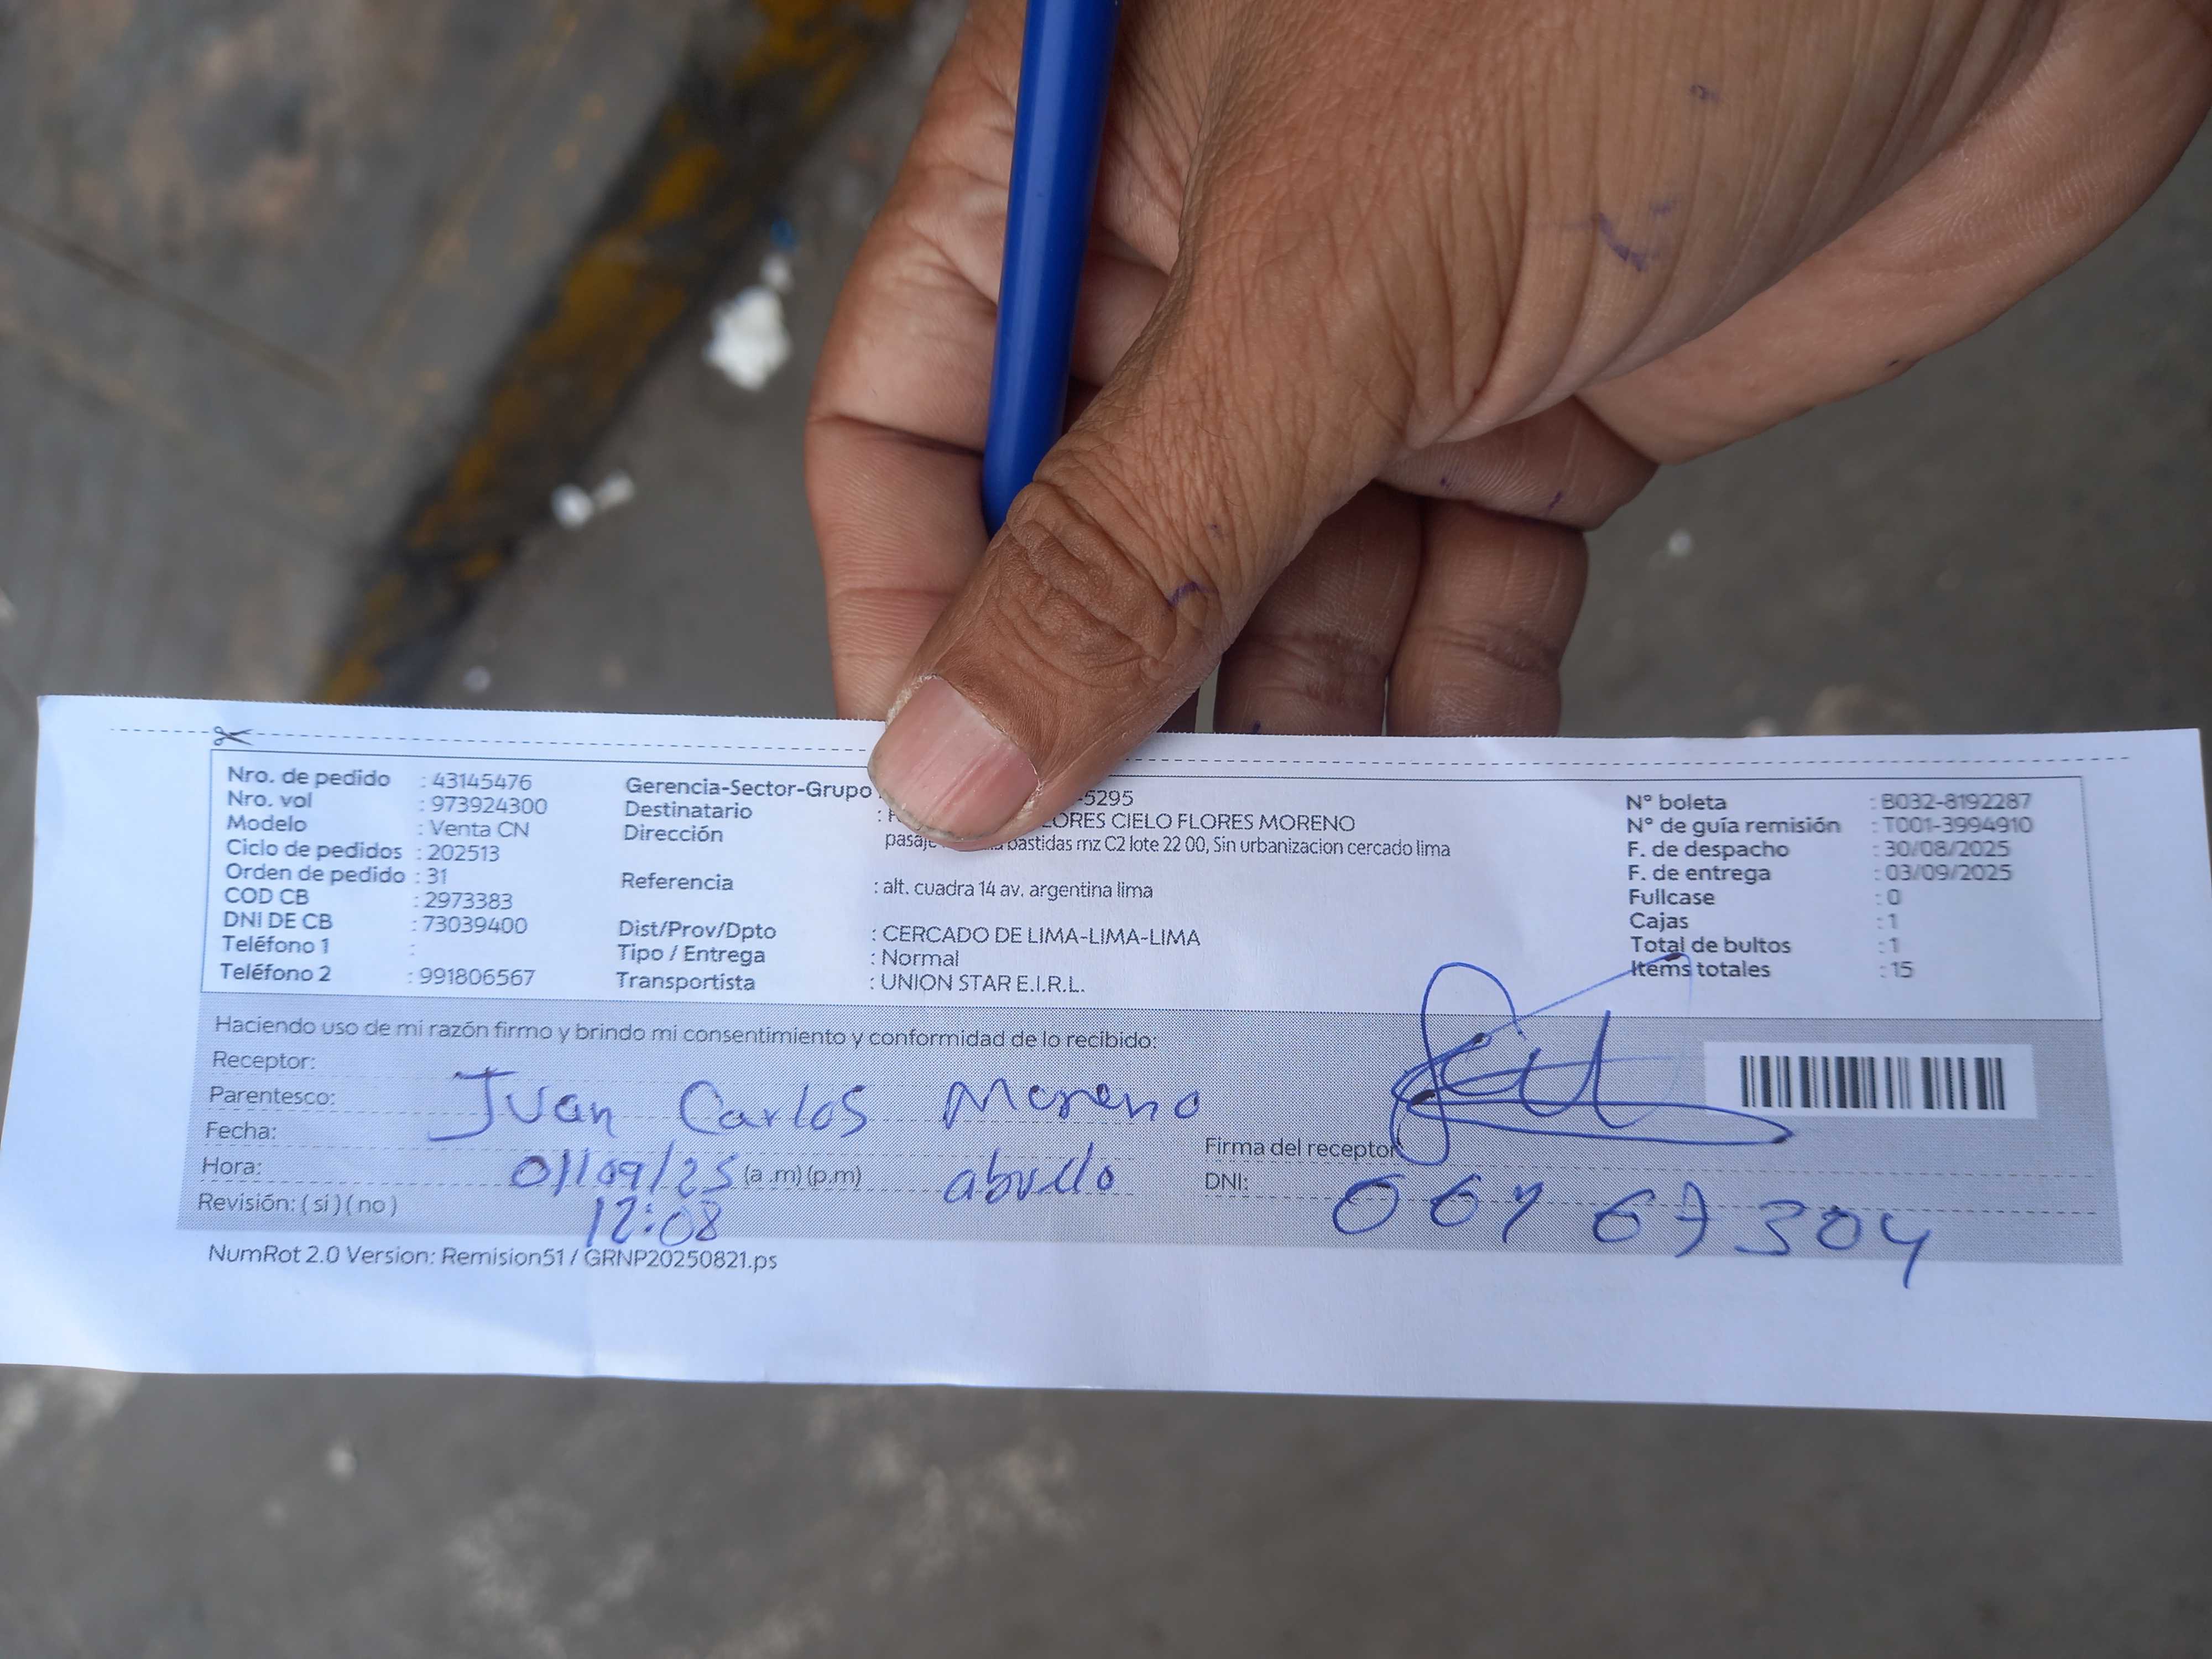 Nro. de pedido : 43145476
Nro. vol : 973924300
Modelo : Venta CN
Ciclo de pedidos : 202513
Orden de pedido : 31
COD CB : 2973383
DNI DE CB : 73039400
Teléfono 1 :
Teléfono 2 : 991806567
Gerencia-Sector-Grupo -5295
Destinatario : CIELO FLORES MORENO
Dirección bastidas mz C2 lote 22 00, Sin urbanizacion cercado lima
Referencia : alt. cuadra 14 av. argentina lima
Dist/Prov/Dpto : CERCADO DE LIMA-LIMA-LIMA
Tipo / Entrega : Normal
Transportista : UNION STAR E.I.R.L.
N° boleta : B032-8192287
N° de guía remisión : T001-3994910
F. de despacho : 30/08/2025
F. de entrega : 03/09/2025
Fullcase : 0
Cajas : 1
Total de bultos : 1
Items totales : 15
Haciendo uso de mi razón firmo y brindo mi consentimiento y conformidad de lo recibido:
Receptor:
Parentesco: Juan Carlos Moreno
Fecha:
Firma del receptor
Hora: 01/09/25 (a.m) (p.m) abuelo
DNI: 67304
Revisión: ( si ) ( no ) 12:08
NumRot 2.0 Version: Remision51 / GRNP20250821.ps